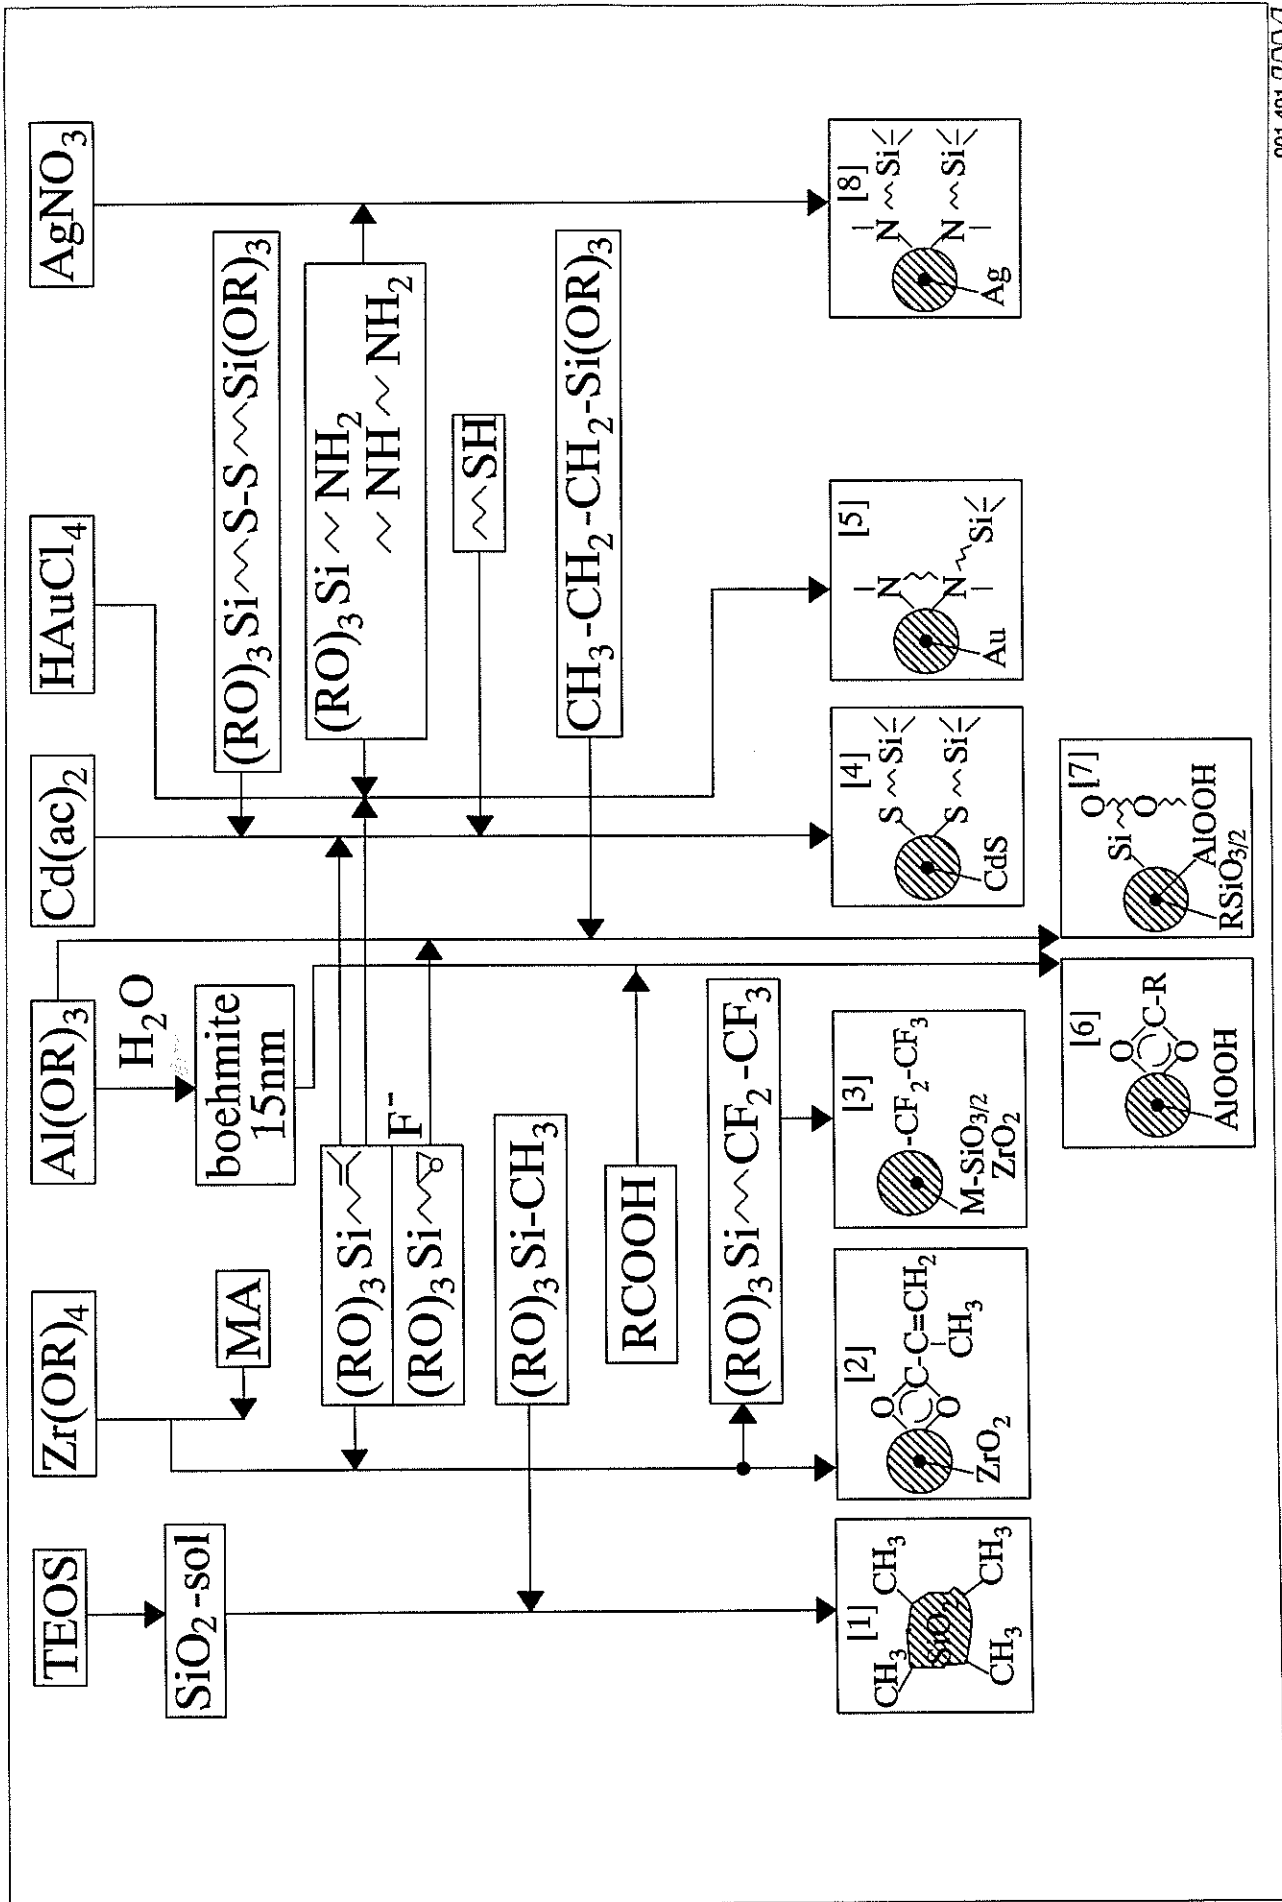 TEOS
Zr(OR)₄
Al(OR)₃
Cd(ac)₂
HAuCl₄
AgNO₃
H₂O
SiO₂-sol
MA
boehmite
15nm
(RO)₃Si~~S-S~~Si(OR)₃
(RO)₃Si
(RO)₃Si
F⁻
(RO)₃Si~NH₂
~NH~NH₂
~SH
(RO)₃Si-CH₃
CH₃-CH₂-CH₂-Si(OR)₃
RCOOH
(RO)₃Si~~CF₂-CF₃
[1]
CH₃
CH₃
SiO₂
CH₃
CH₃
[2]
O
O
C-C=CH₂
CH₃
ZrO₂
[3]
-CF₂-CF₃
M-SiO₃/₂
ZrO₂
[4]
S~Si
S~Si
CdS
[5]
N
N
Si
Au
[8]
N~Si
N~Si
Ag
[6]
O
O
C-R
AlOOH
[7]
Si
O
O
AlOOH
RSiO₃/₂